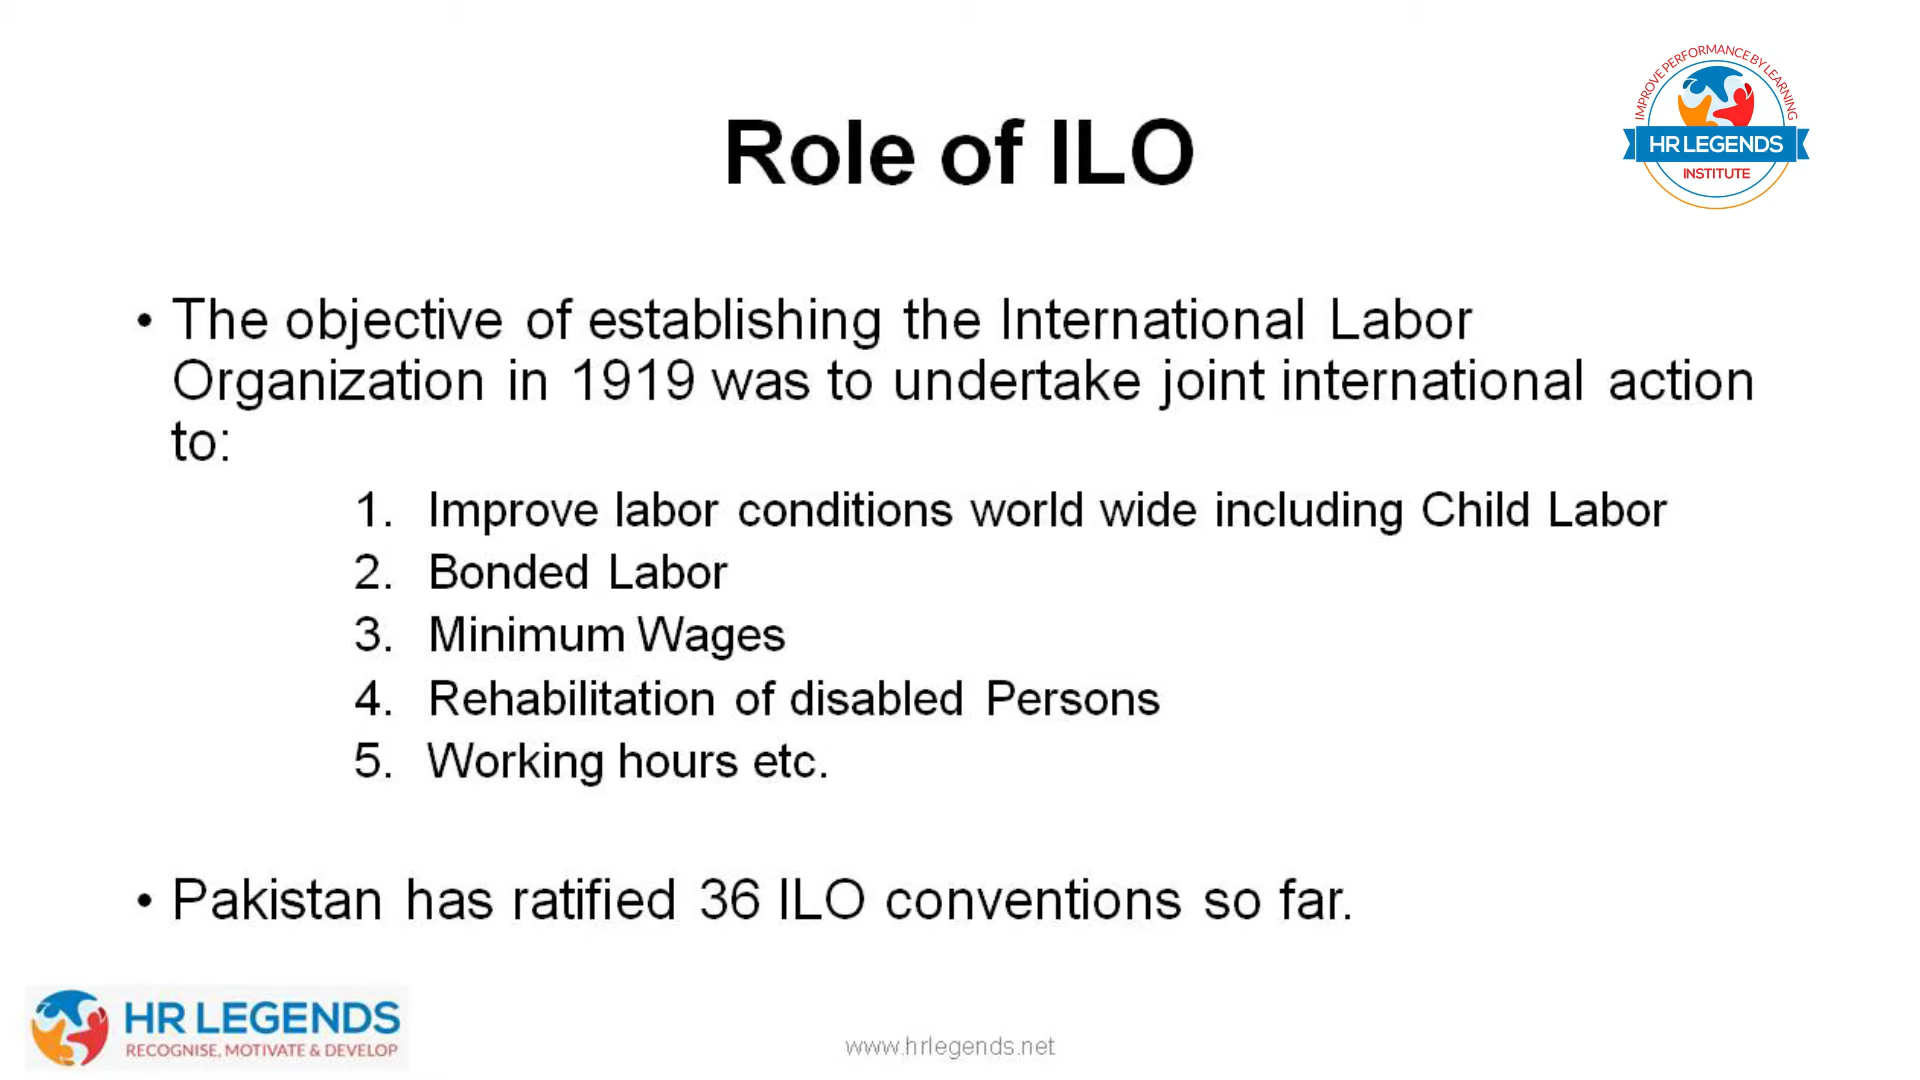 IMPROVE PERFORMANCE BY LEARNING
HR LEGENDS
INSTITUTE
Role of ILO
• The objective of establishing the International Labor
Organization in 1919 was to undertake joint international action
to:
1. Improve labor conditions world wide including Child Labor
2. Bonded Labor
3. Minimum Wages
4. Rehabilitation of disabled Persons
5. Working hours etc.
• Pakistan has ratified 36 ILO conventions so far.
HR LEGENDS
RECOGNISE, MOTIVATE & DEVELOP
www.hrlegends.net